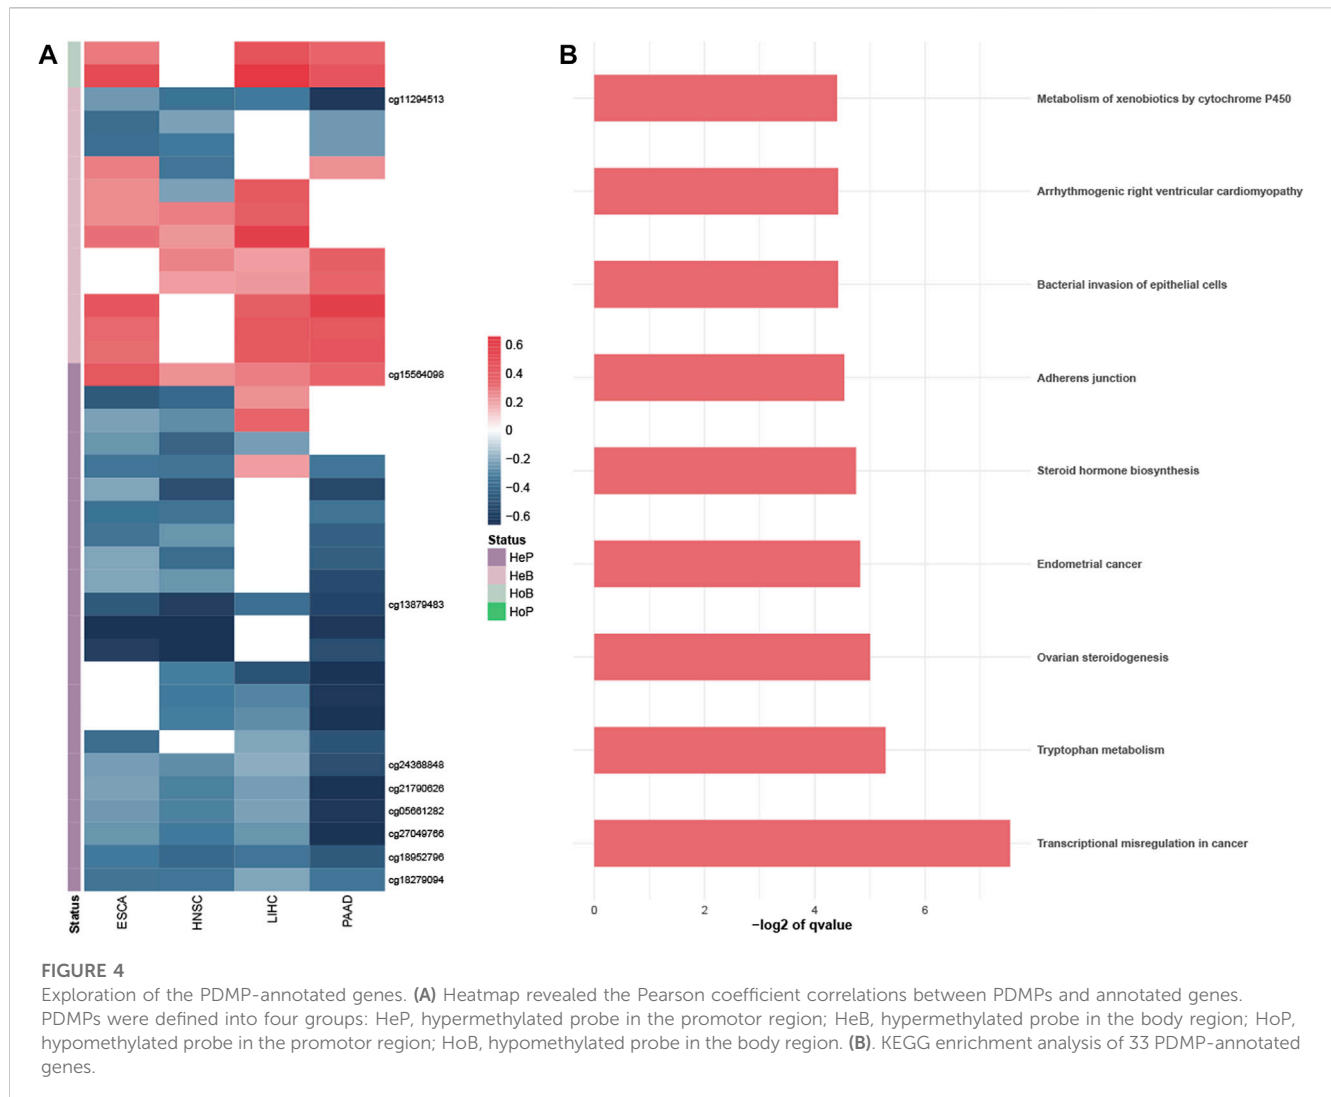 A
cg11294513
cg15564098
cg13879483
cg24368848
cg21790626
cg05661282
cg27049766
cg18952796
cg18279094
Status
ESCA
HNSC
LIHC
PAAD
0.6
0.4
0.2
0
−0.2
−0.4
−0.6
Status
HeP
HeB
HoB
HoP
B
Metabolism of xenobiotics by cytochrome P450
Arrhythmogenic right ventricular cardiomyopathy
Bacterial invasion of epithelial cells
Adherens junction
Steroid hormone biosynthesis
Endometrial cancer
Ovarian steroidogenesis
Tryptophan metabolism
Transcriptional misregulation in cancer
0 2 4 6
−log2 of qvalue
FIGURE 4
Exploration of the PDMP-annotated genes. (A) Heatmap revealed the Pearson coefficient correlations between PDMPs and annotated genes.
PDMPs were defined into four groups: HeP, hypermethylated probe in the promotor region; HeB, hypermethylated probe in the body region; HoP,
hypomethylated probe in the promotor region; HoB, hypomethylated probe in the body region. (B). KEGG enrichment analysis of 33 PDMP-annotated
genes.